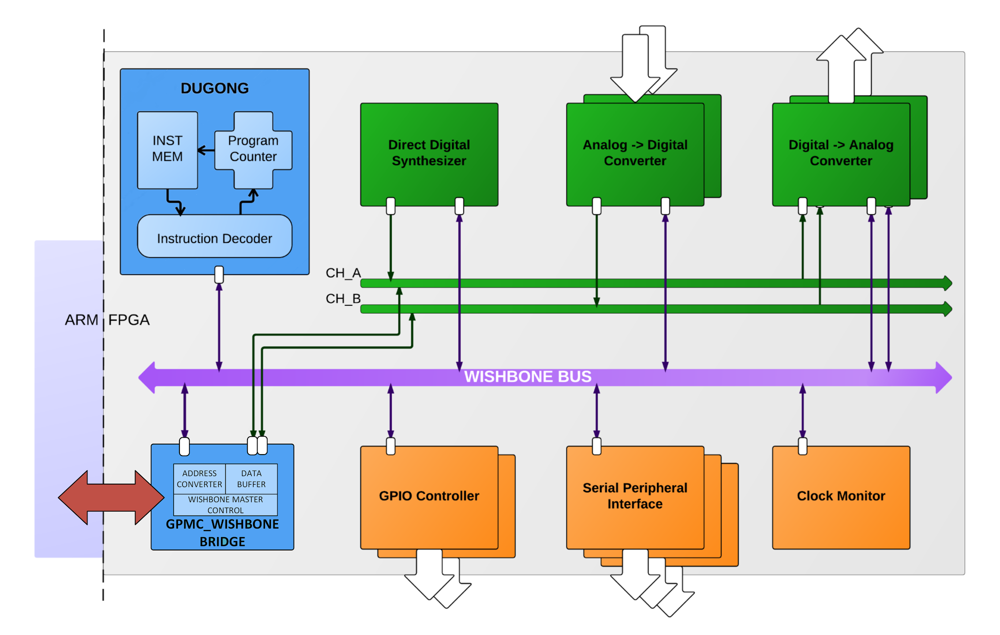 DUGONG
INST
MEM
Program
Counter
Instruction Decoder
Direct Digital
Synthesizer
Analog -> Digital
Converter
Digital -> Analog
Converter
CH_A
CH_B
ARM
FPGA
WISHBONE BUS
ADDRESS
CONVERTER
DATA
BUFFER
WISHBONE MASTER
CONTROL
GPMC_WISHBONE
BRIDGE
GPIO Controller
Serial Peripheral
Interface
Clock Monitor